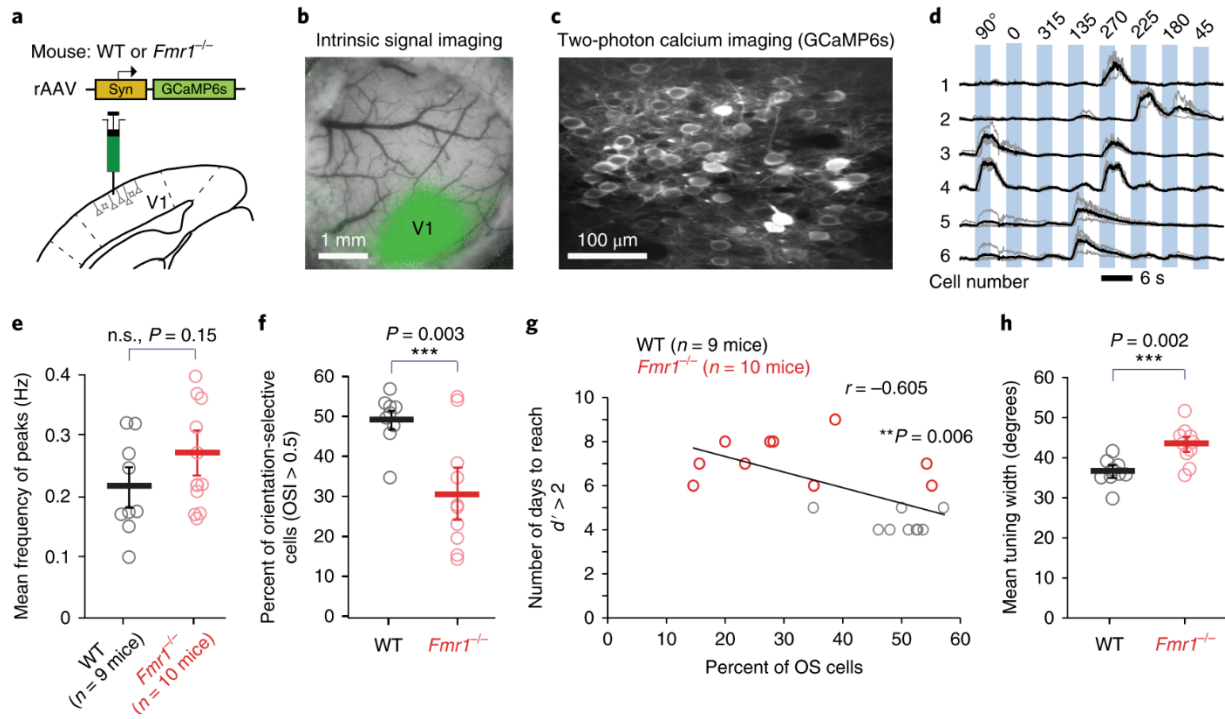 a
Mouse: WT or Fmr1–/–
rAAV
Syn
GCaMP6s
V1
b
Intrinsic signal imaging
V1
1 mm
c
Two-photon calcium imaging (GCaMP6s)
100 μm
d
90° 0 315 135 270 225 180 45
1
2
3
4
5
6
Cell number
6 s
e
n.s., P = 0.15
Mean frequency of peaks (Hz)
0.4
0.3
0.2
0.1
0
WT
(n = 9 mice)
Fmr1–/–
(n = 10 mice)
f
P = 0.003
***
Percent of orientation-selective
cells (OSI > 0.5)
60
50
40
30
20
10
0
WT
Fmr1–/–
g
WT (n = 9 mice)
Fmr1–/– (n = 10 mice)
r = –0.605
**P = 0.006
Number of days to reach
d′ > 2
10
8
6
4
2
0
10 20 30 40 50 60
Percent of OS cells
h
P = 0.002
***
Mean tuning width (degrees)
60
50
40
30
20
10
0
WT
Fmr1–/–